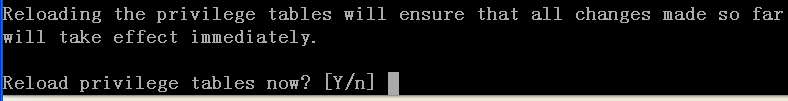 Reloading the privilege tables will ensure that all changes made so far
will take effect immediately.
Reload privilege tables now? [Y/n]